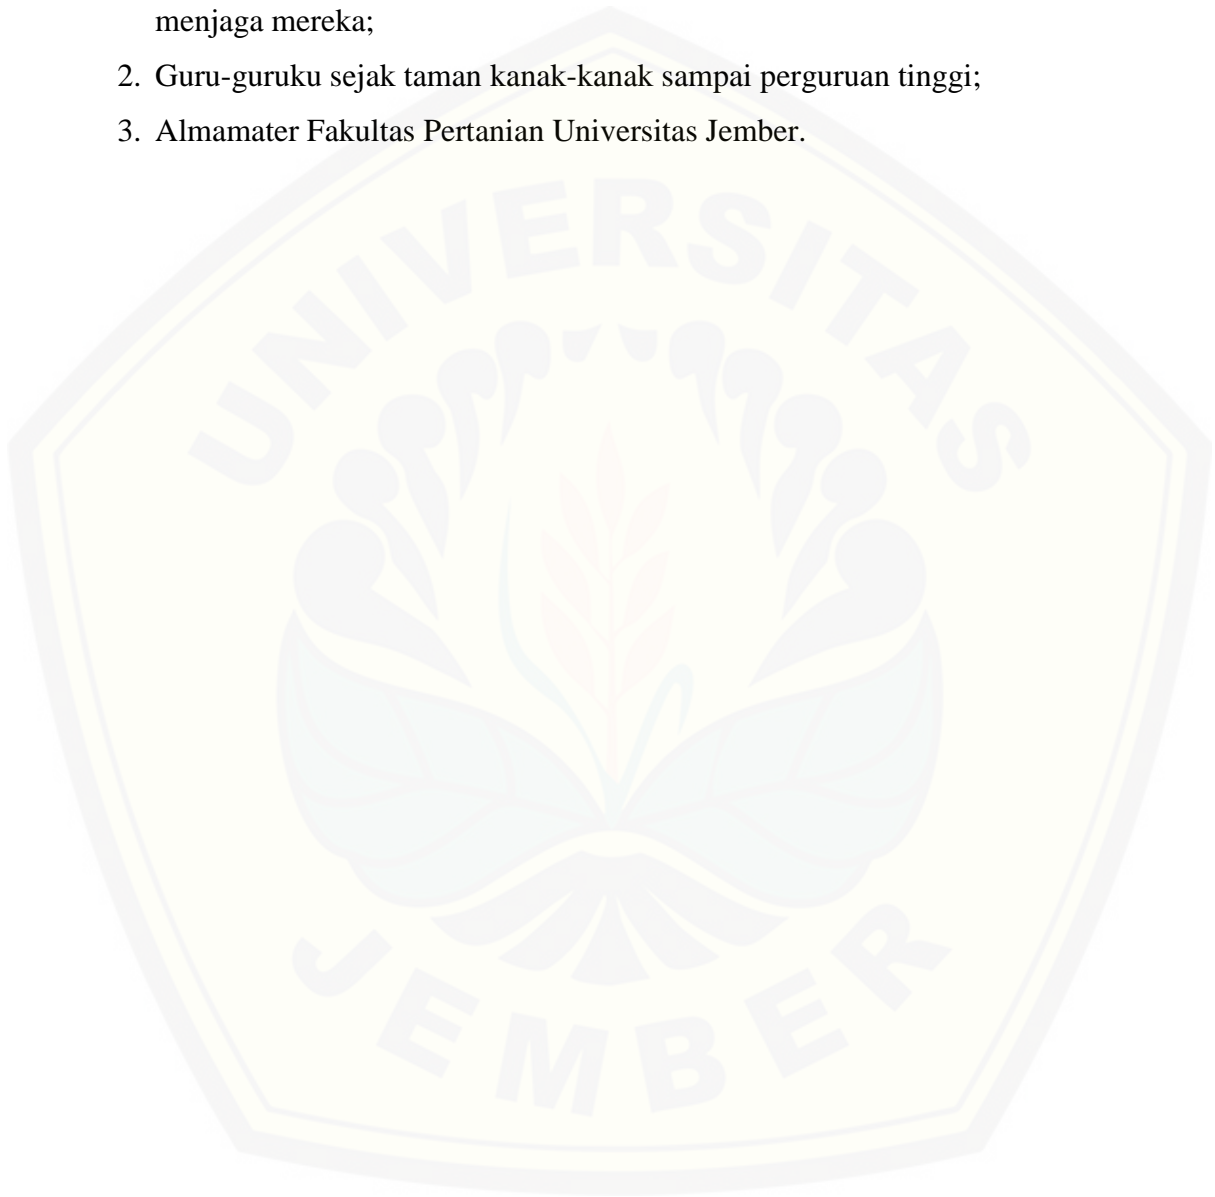 menjaga mereka;
2. Guru-guruku sejak taman kanak-kanak sampai perguruan tinggi;
3. Almamater Fakultas Pertanian Universitas Jember.
UNIVERSITAS
JEMBER